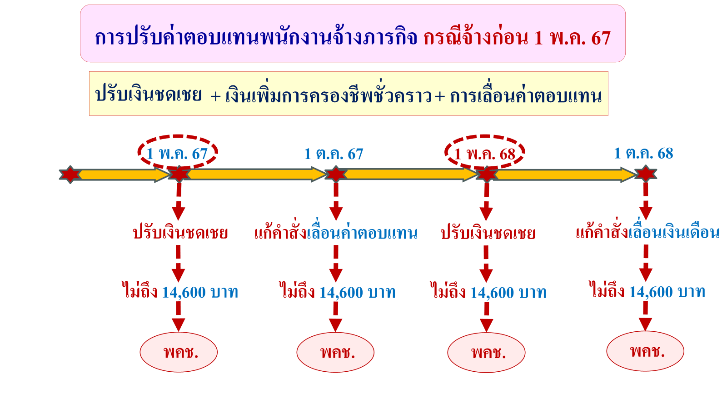 การปรับค่าตอบแทนพนักงานจ้างภารกิจ กรณีจ้างก่อน 1 พ.ค. 67
ปรับเงินชดเชย + เงินเพิ่มการครองชีพชั่วคราว + การเลื่อนค่าตอบแทน
1 พ.ค. 67 1 ต.ค. 67 1 พ.ค. 68 1 ต.ค. 68
ปรับเงินชดเชย แก้คำสั่งเลื่อนค่าตอบแทน ปรับเงินชดเชย แก้คำสั่งเลื่อนเงินเดือน
ไม่ถึง 14,600 บาท ไม่ถึง 14,600 บาท ไม่ถึง 14,600 บาท ไม่ถึง 14,600 บาท
พคช. พคช. พคช. พคช.